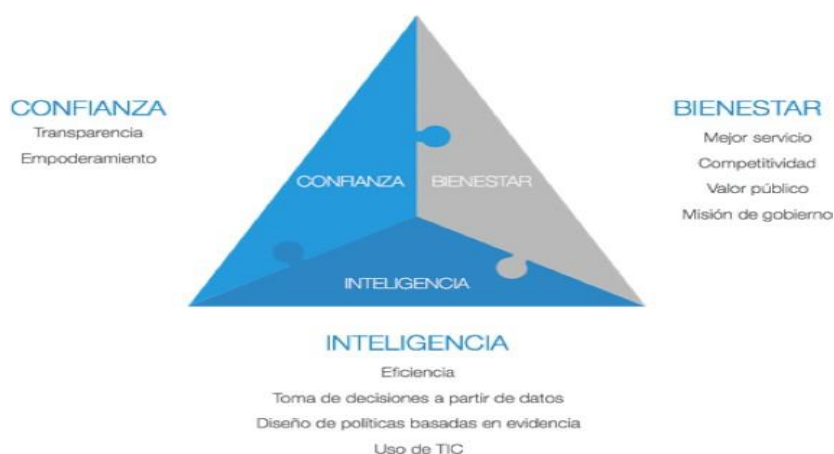 CONFIANZA
Transparencia
Empoderamiento
BIENESTAR
Mejor servicio
Competitividad
Valor público
Misión de gobierno
CONFIANZA
BIENESTAR
INTELIGENCIA
INTELIGENCIA
Eficiencia
Toma de decisiones a partir de datos
Diseño de políticas basadas en evidencia
Uso de TIC